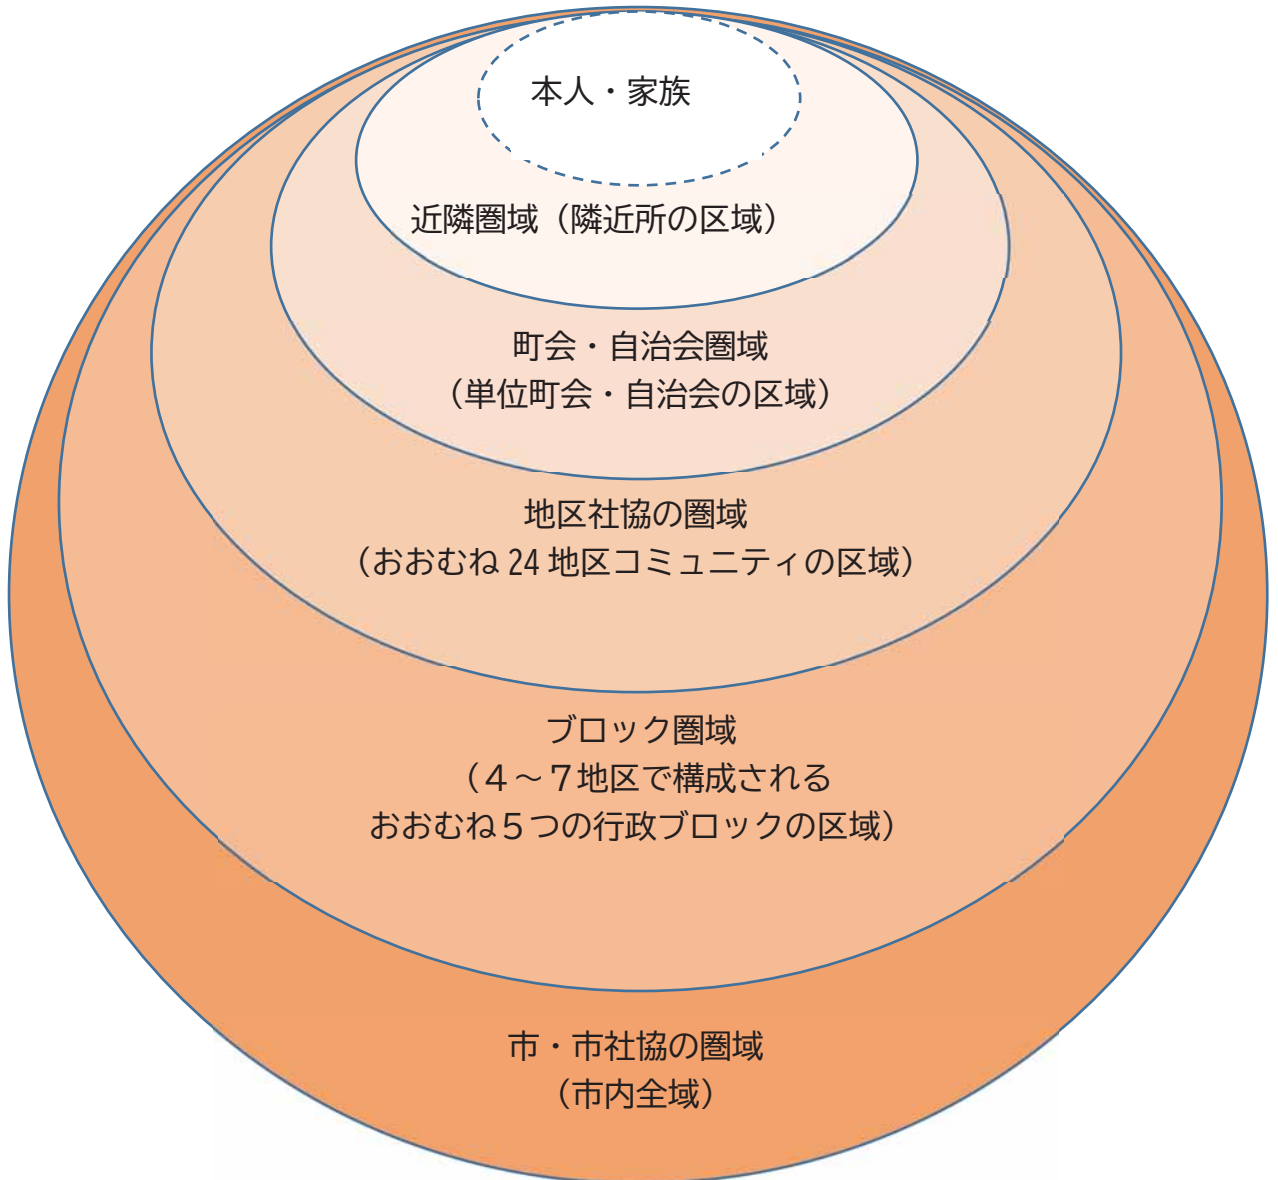 本人・家族
近隣圏域（隣近所の区域）
町会・自治会圏域
（単位町会・自治会の区域）
地区社協の圏域
（おおむね 24 地区コミュニティの区域）
ブロック圏域
（４～７地区で構成される
おおむね５つの行政ブロックの区域）
市・市社協の圏域
（市内全域）